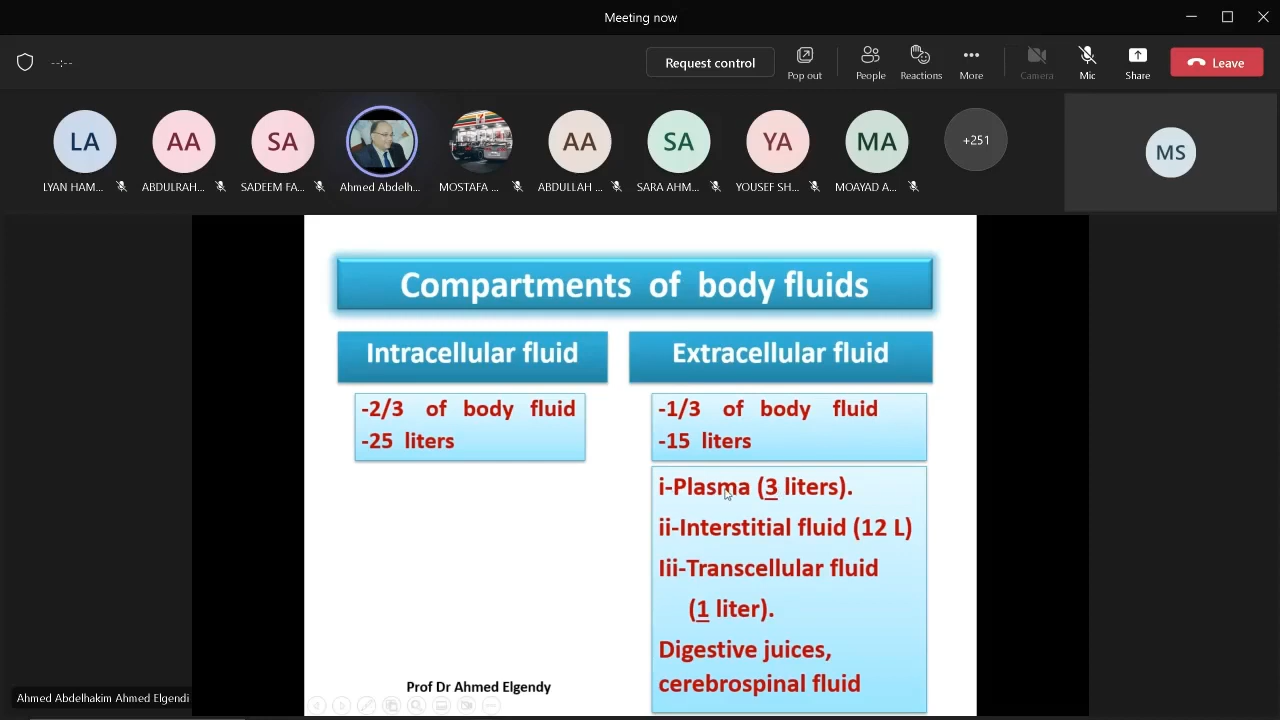 Meeting now
--:--
Request control
Pop out
People
Reactions
More
Camera
Mic
Share
Leave
LA
AA
SA
AA
SA
YA
MA
+251
MS
LYAN HAM...
ABDULRAH...
SADEEM FA...
Ahmed Abdelh...
MOSTAFA ...
ABDULLAH ...
SARA AHM...
YOUSEF SH...
MOAYAD A...
Compartments of body fluids
Intracellular fluid
-2/3 of body fluid
-25 liters
Extracellular fluid
-1/3 of body fluid
-15 liters
i-Plasma (3 liters).
ii-Interstitial fluid (12 L)
Iii-Transcellular fluid
(1 liter).
Digestive juices,
cerebrospinal fluid
Prof Dr Ahmed Elgendy
Ahmed Abdelhakim Ahmed Elgendi